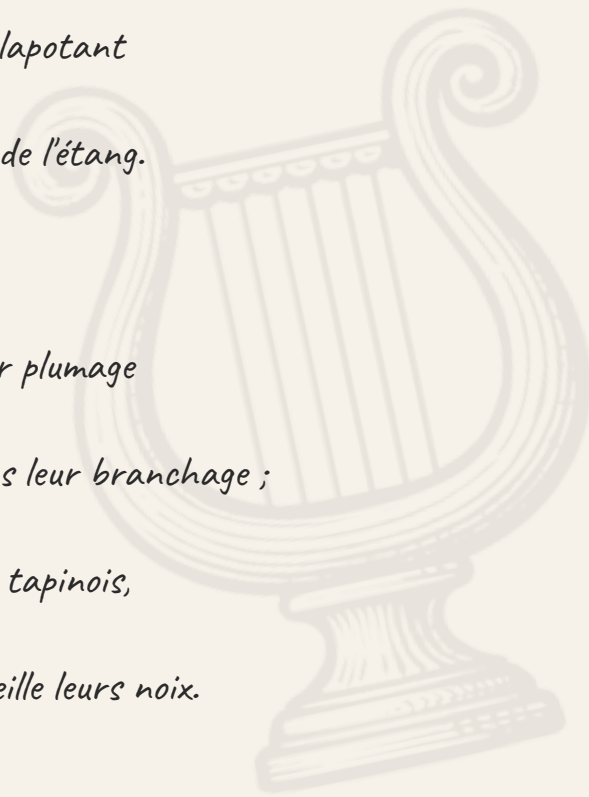 lapotant
de l'étang.
r plumage
s leur branchage ;
tapinois,
eille leurs noix.